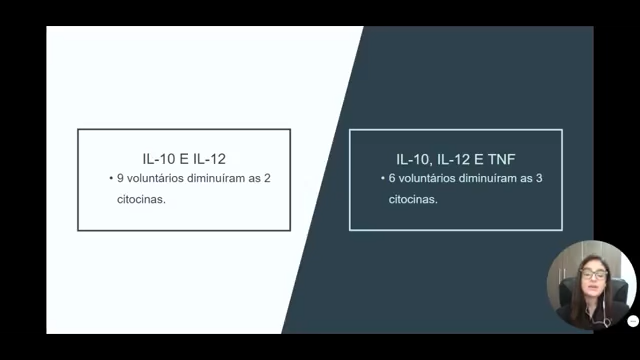 IL-10 E IL-12
• 9 voluntários diminuíram as 2
citocinas.
IL-10, IL-12 E TNF
• 6 voluntários diminuíram as 3
citocinas.